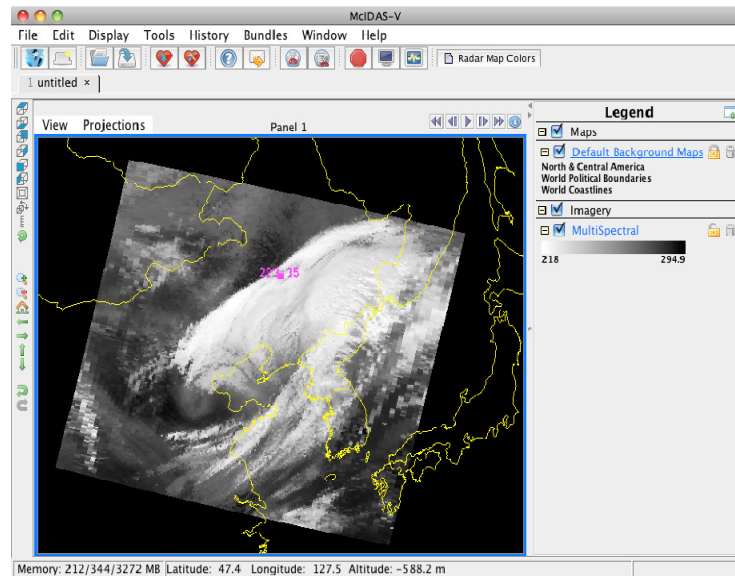 McIDAS-V
File Edit Display Tools History Bundles Window Help
Radar Map Colors
1 untitled ×
View Projections Panel 1
Legend
Maps
Default Background Maps
North & Central America
World Political Boundaries
World Coastlines
Imagery
MultiSpectral
218 294.9
Memory: 212/344/3272 MB Latitude: 47.4 Longitude: 127.5 Altitude: -588.2 m